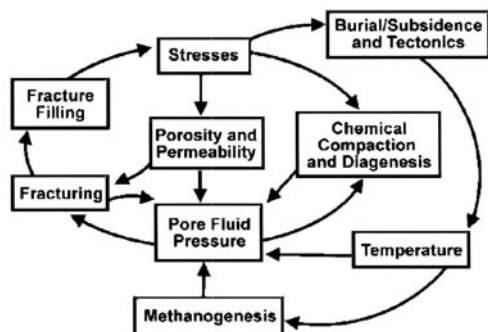 Burial/Subsidence
and Tectonics
Stresses
Fracture
Filling
Porosity and
Permeability
Chemical
Compaction
and Diagenesis
Fracturing
Pore Fluid
Pressure
Temperature
Methanogenesis